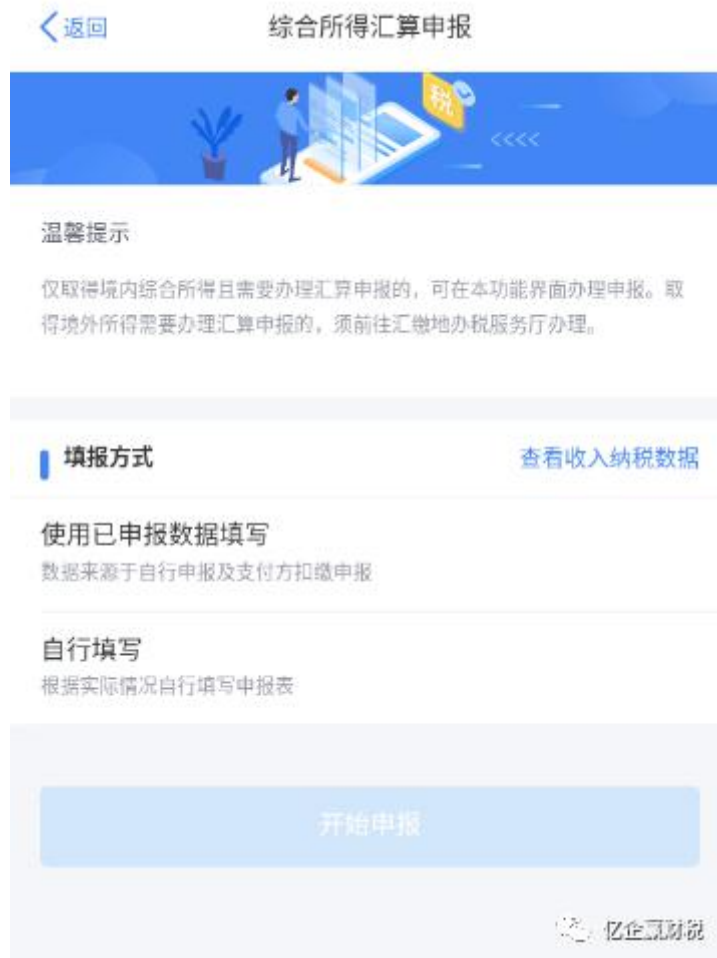 返回
综合所得汇算申报
税
<<<<
温馨提示
仅取得境内综合所得且需要办理汇算申报的，可在本功能界面办理申报。取
得境外所得需要办理汇算申报的，须前往汇缴地办税服务厅办理。
填报方式
查看收入纳税数据
使用已申报数据填写
数据来源于自行申报及支付方扣缴申报
自行填写
根据实际情况自行填写申报表
开始申报
亿企赢财税